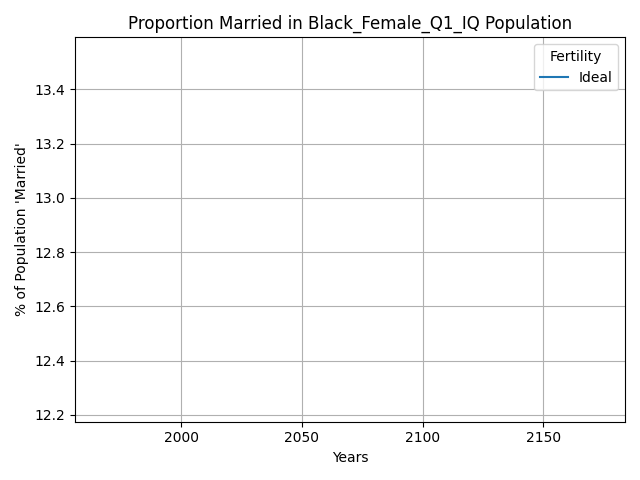 Proportion Married in Black_Female_Q1_IQ Population
Fertility
Ideal
% of Population 'Married'
13.4
13.2
13.0
12.8
12.6
12.4
12.2
2000
2050
2100
2150
Years